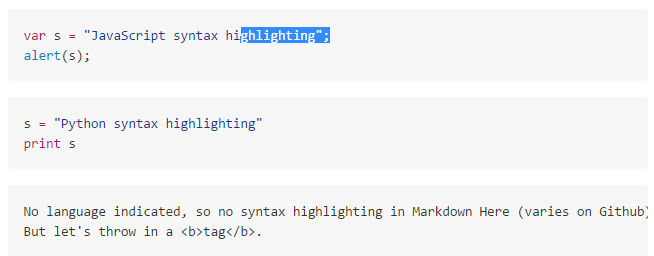 var s = "JavaScript syntax highlighting";
alert(s);
s = "Python syntax highlighting"
print s
No language indicated, so no syntax highlighting in Markdown Here (varies on Github)
But let's throw in a <b>tag</b>.